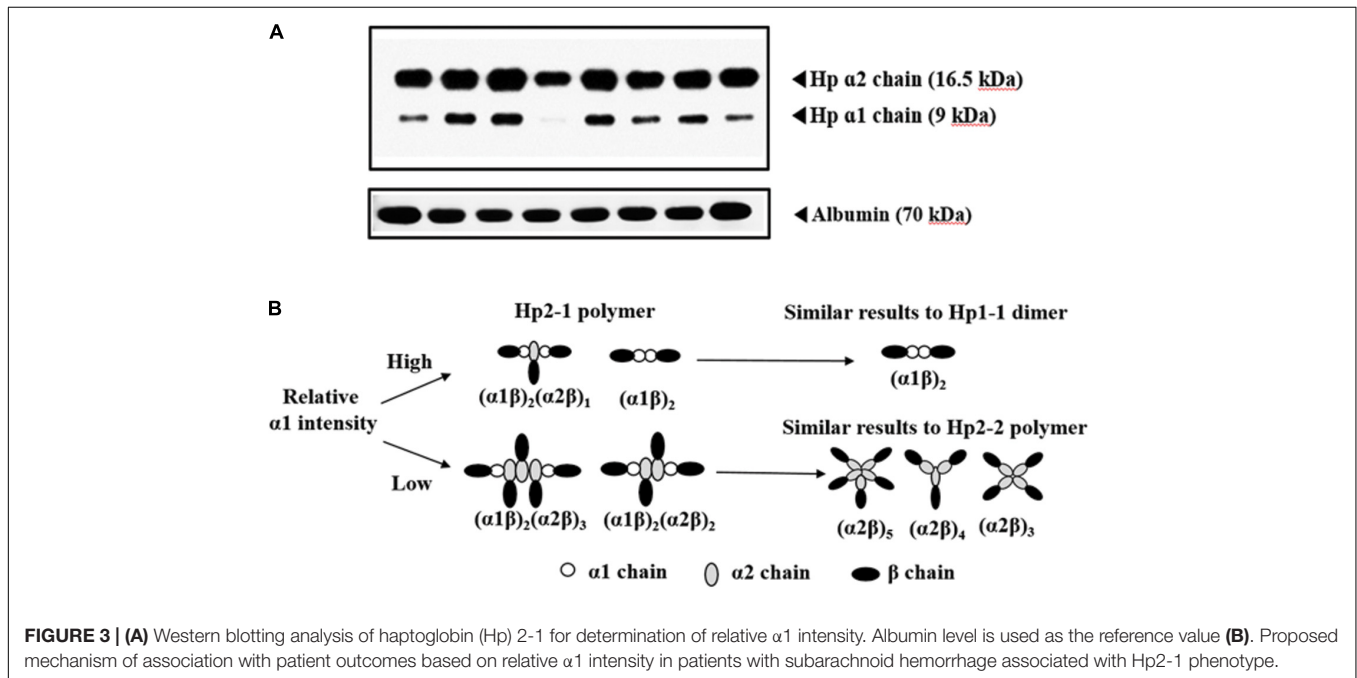 A
◀Hp α2 chain (16.5 kDa)
◀Hp α1 chain (9 kDa)
◀Albumin (70 kDa)
B
Hp2-1 polymer
Similar results to Hp1-1 dimer
High
Relative
α1 intensity
(α1β)₂(α2β)₁
(α1β)₂
(α1β)₂
Similar results to Hp2-2 polymer
Low
(α1β)₂(α2β)₃
(α1β)₂(α2β)₂
(α2β)₅
(α2β)₄
(α2β)₃
α1 chain
α2 chain
β chain
FIGURE 3 | (A) Western blotting analysis of haptoglobin (Hp) 2-1 for determination of relative α1 intensity. Albumin level is used as the reference value (B). Proposed
mechanism of association with patient outcomes based on relative α1 intensity in patients with subarachnoid hemorrhage associated with Hp2-1 phenotype.